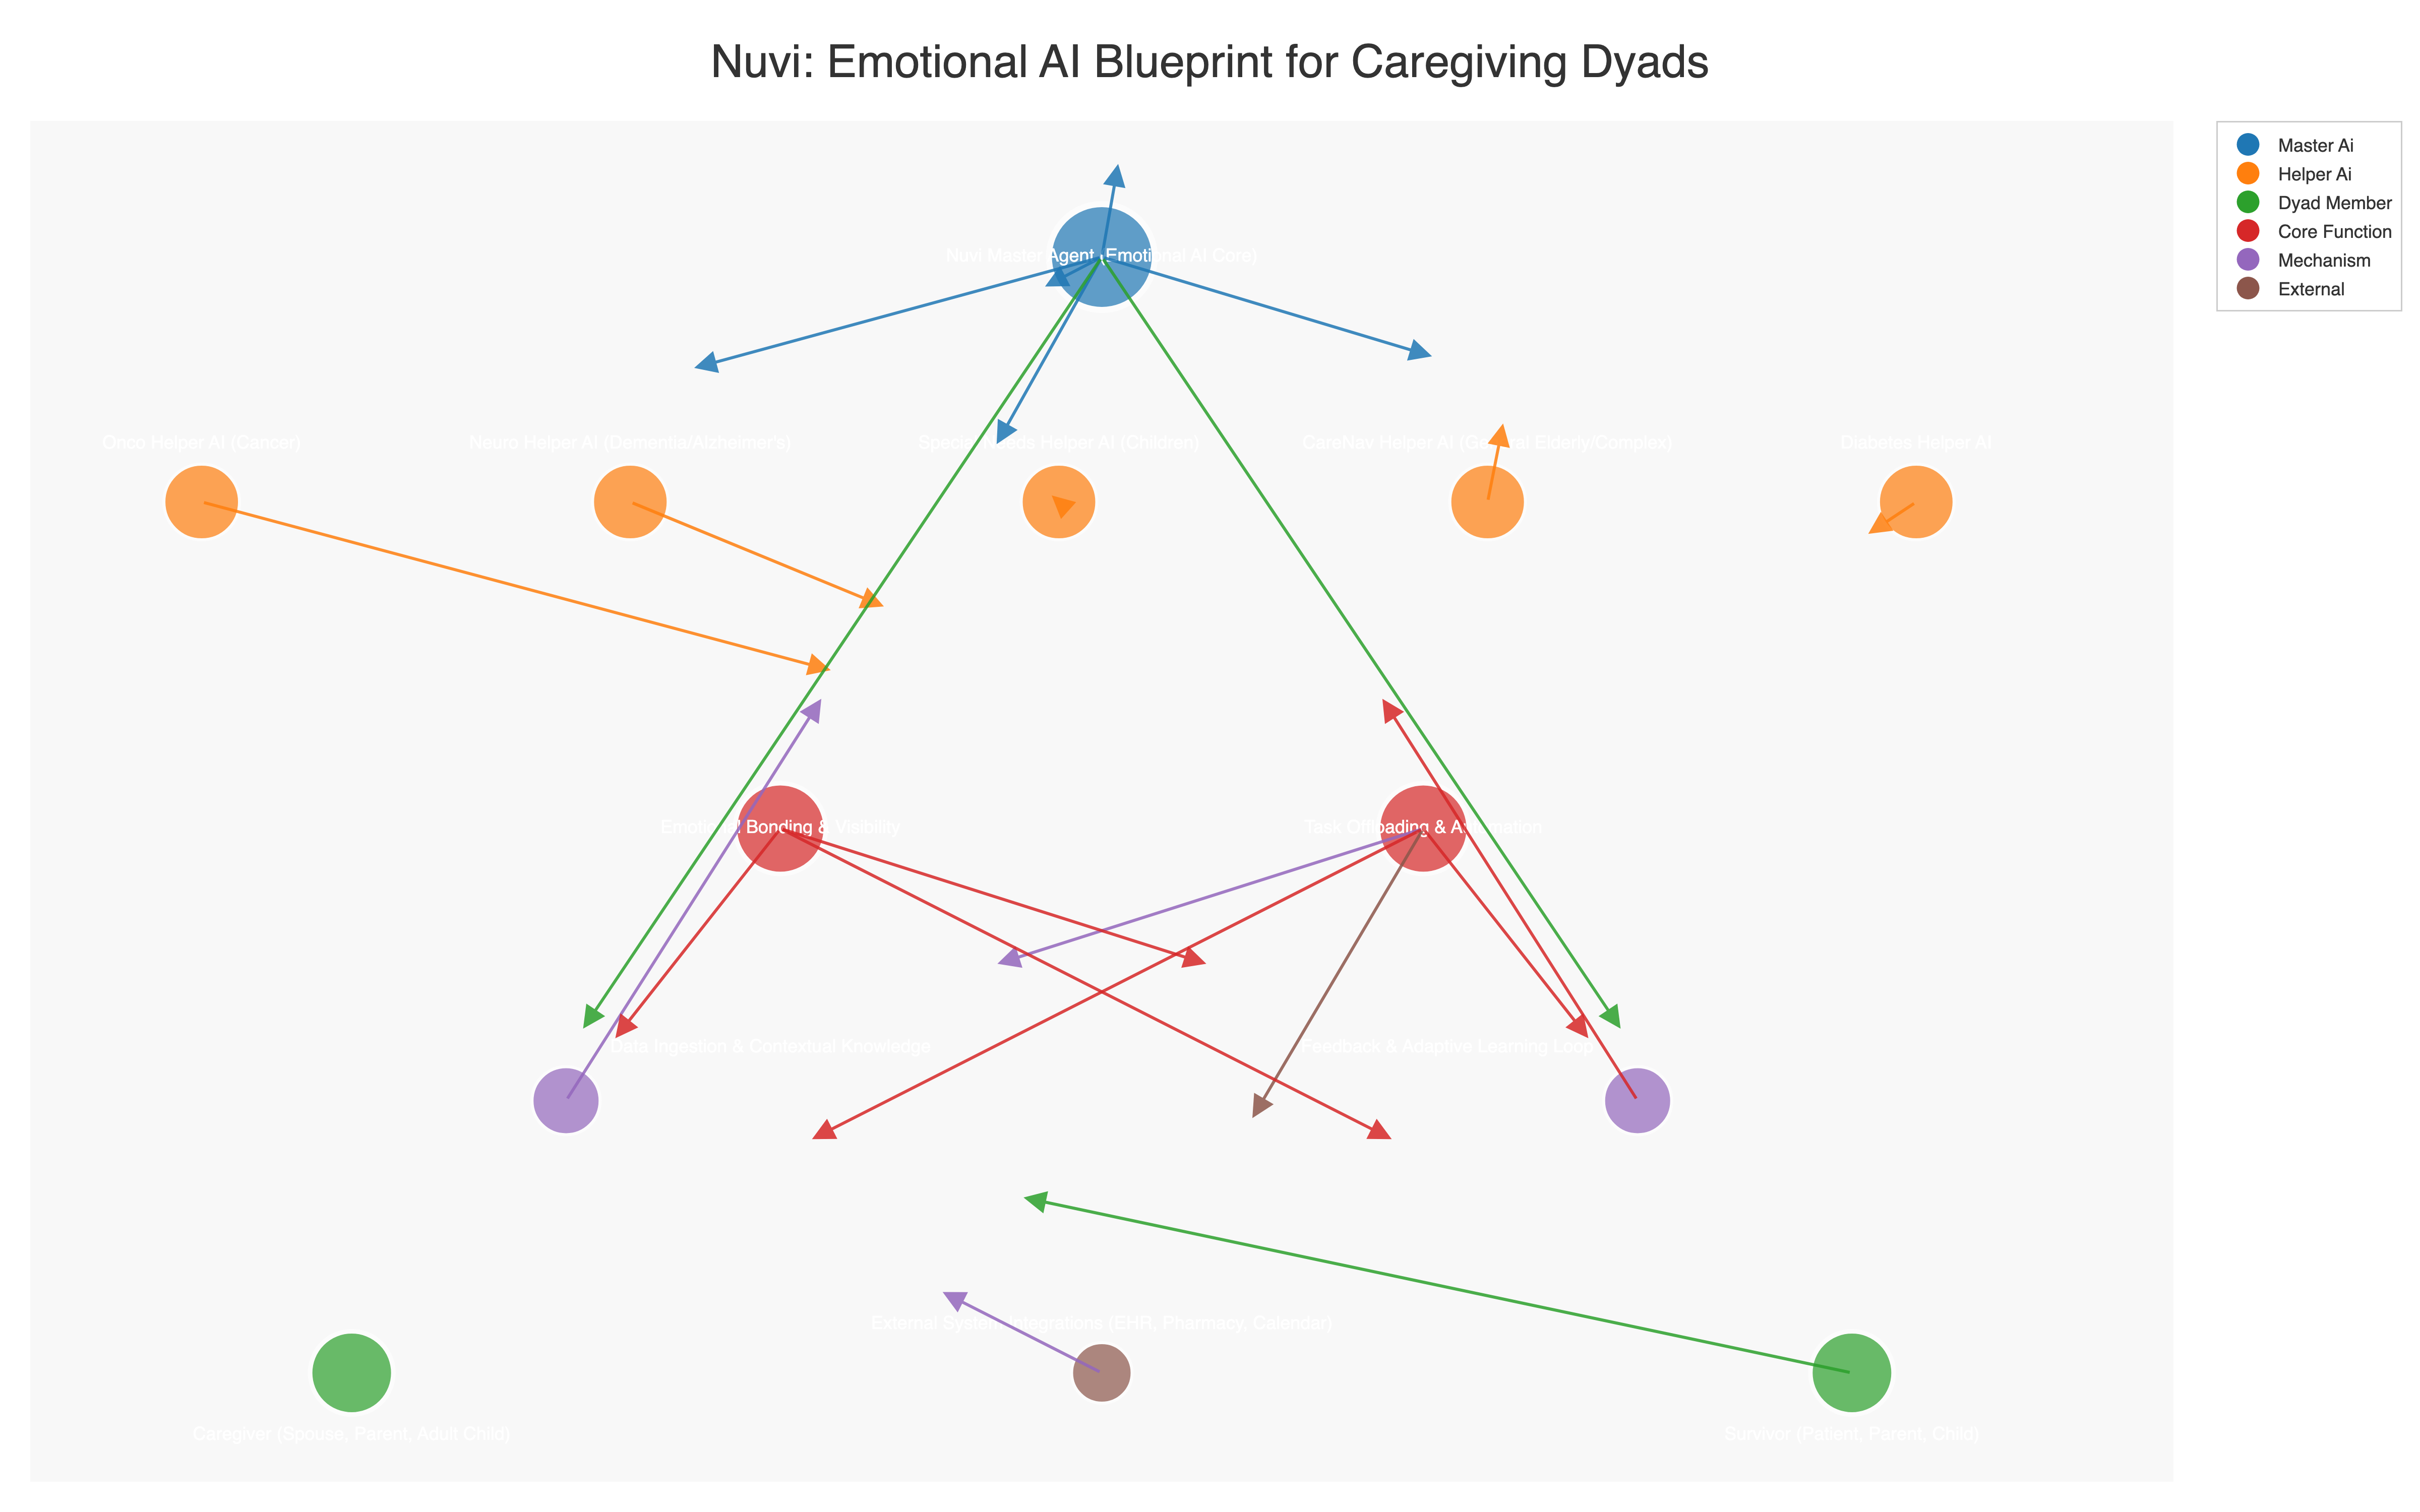 Nuvi: Emotional AI Blueprint for Caregiving Dyads
Master Ai
Helper Ai
Dyad Member
Core Function
Mechanism
External
Nuvi Master Agent (Emotional AI Core)
Onco Helper AI (Cancer)
Neuro Helper AI (Dementia/Alzheimer's)
Special Needs Helper AI (Children)
CareNav Helper AI (General Elderly/Complex)
Diabetes Helper AI
Emotional Bonding & Visibility
Task Offloading & Automation
Data Ingestion & Contextual Knowledge
Feedback & Adaptive Learning Loop
External System Integrations (EHR, Pharmacy, Calendar)
Caregiver (Spouse, Parent, Adult Child)
Survivor (Patient, Parent, Child)